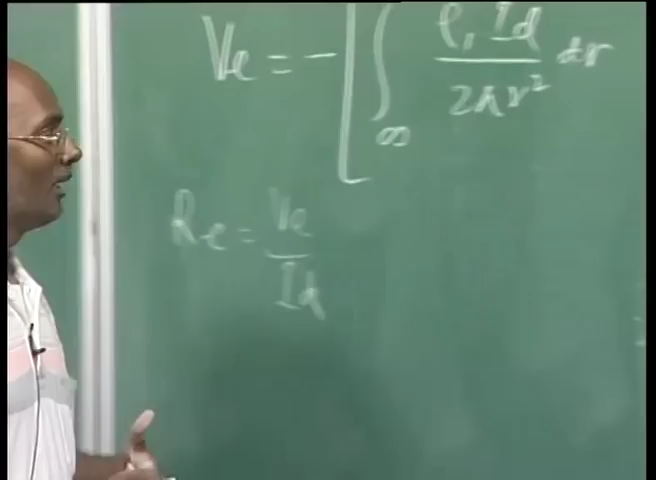 Ve = - [ ∫ ρ₁ Id / 2πr² dr
∞
Re = Ve / Id